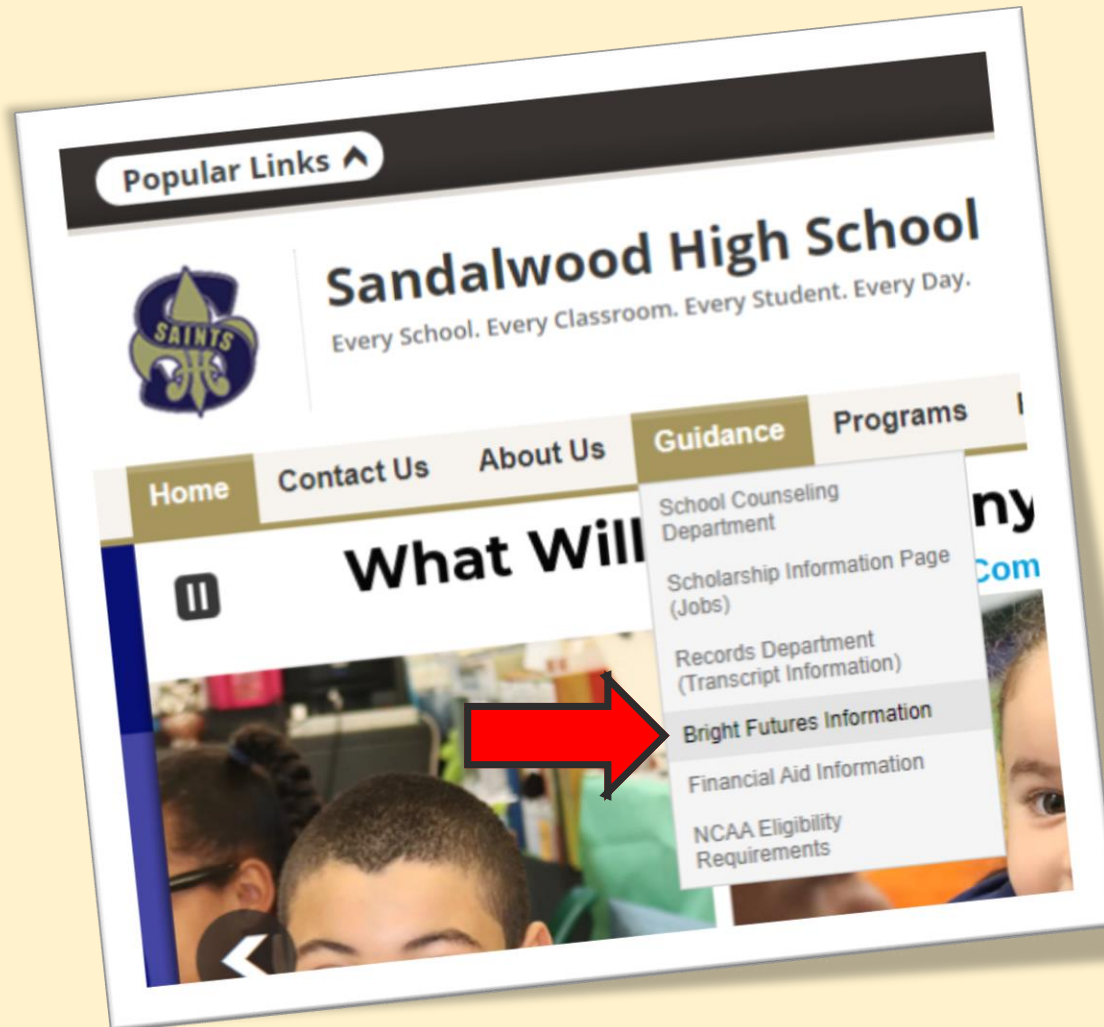 Popular Links
SAINTS
Sandalwood High School
Every School. Every Classroom. Every Student. Every Day.
Home Contact Us About Us Guidance Programs
School Counseling
Department
Scholarship Information Page
(Jobs)
Records Department
(Transcript Information)
Bright Futures Information
Financial Aid Information
NCAA Eligibility
Requirements
What Will ny
Com